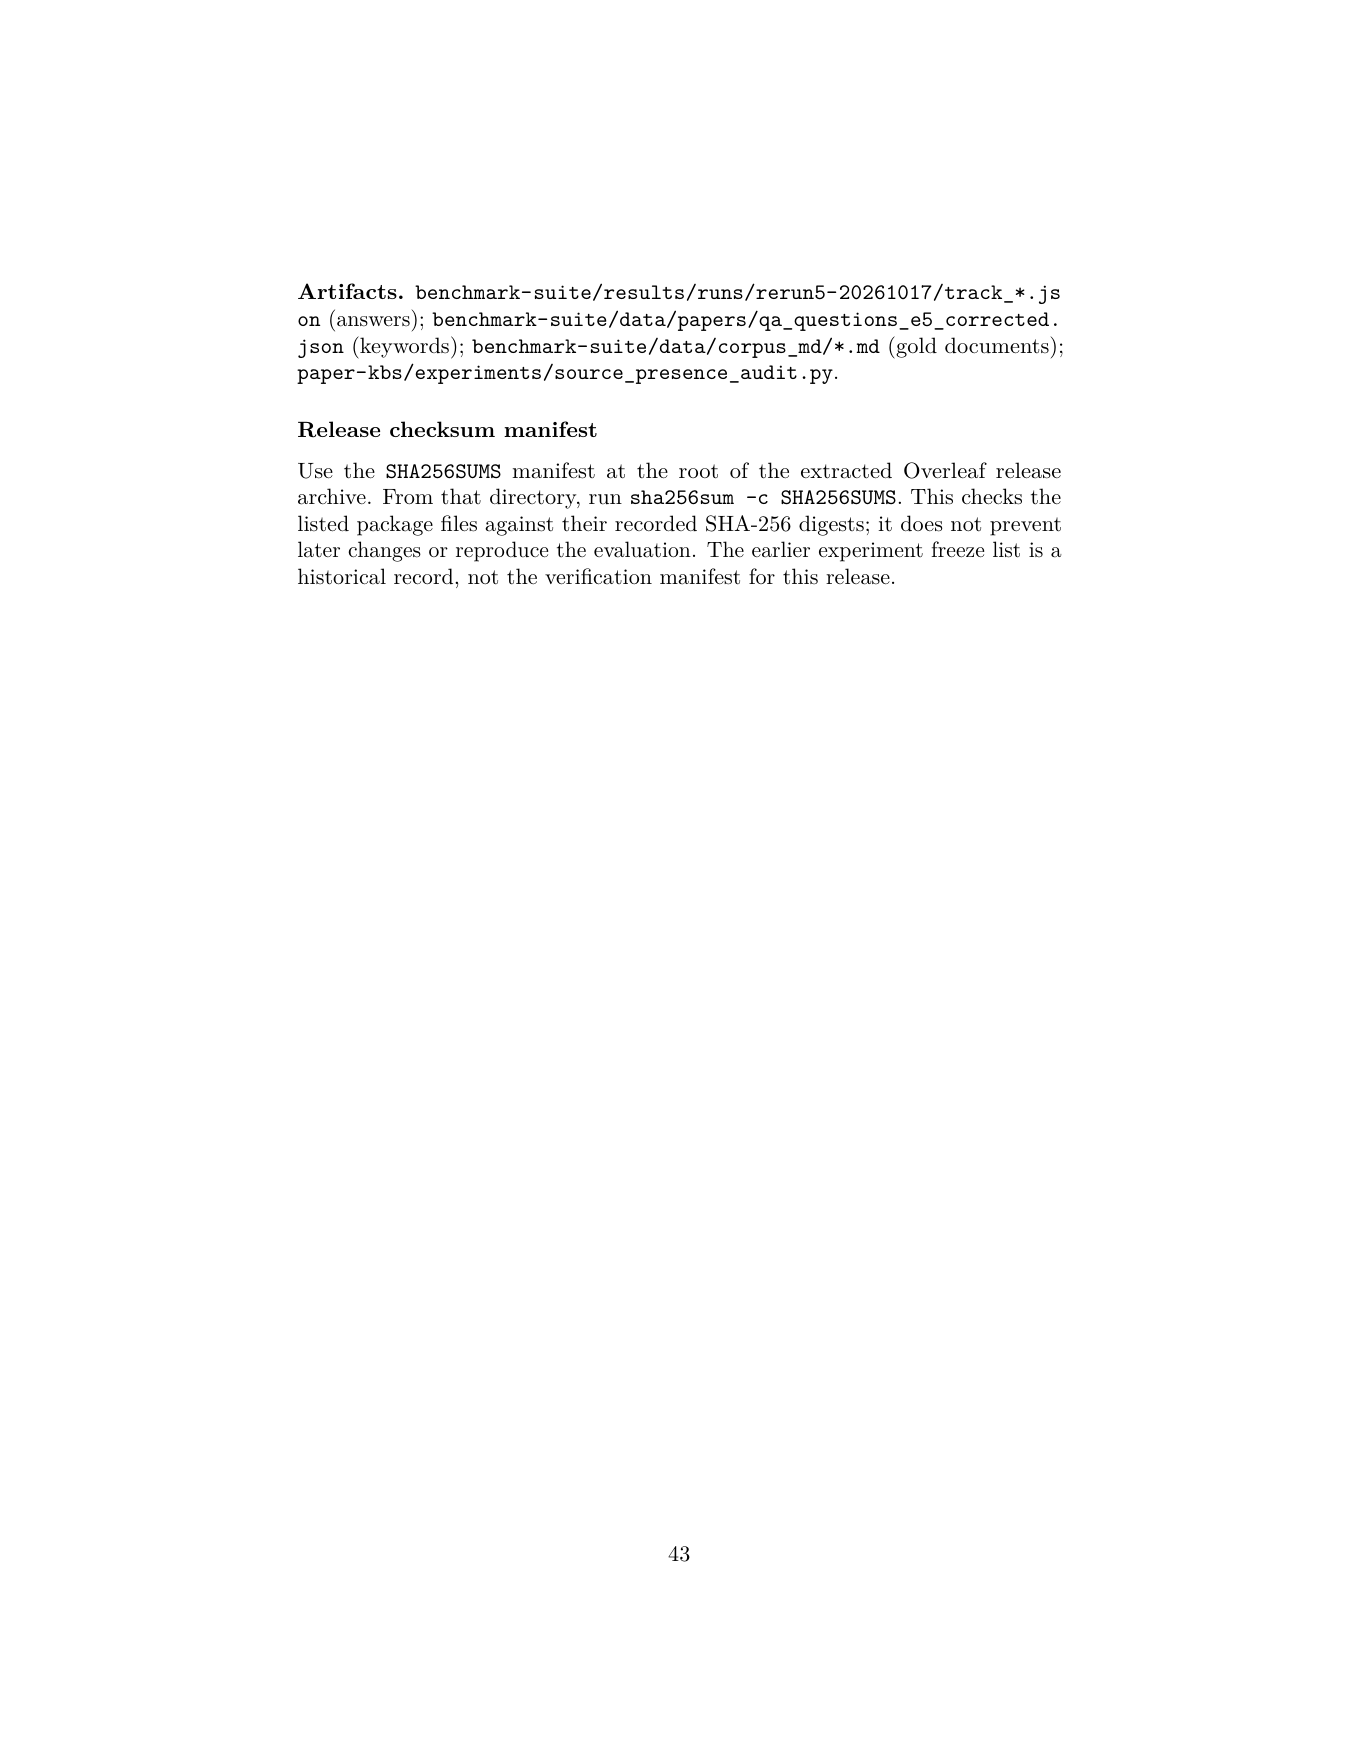 Artifacts. benchmark-suite/results/runs/rerun5-20261017/track_*.js
on (answers); benchmark-suite/data/papers/qa_questions_e5_corrected.
json (keywords); benchmark-suite/data/corpus_md/*.md (gold documents);
paper-kbs/experiments/source_presence_audit.py.
Release checksum manifest
Use the SHA256SUMS manifest at the root of the extracted Overleaf release
archive. From that directory, run sha256sum -c SHA256SUMS. This checks the
listed package files against their recorded SHA-256 digests; it does not prevent
later changes or reproduce the evaluation. The earlier experiment freeze list is a
historical record, not the verification manifest for this release.
43